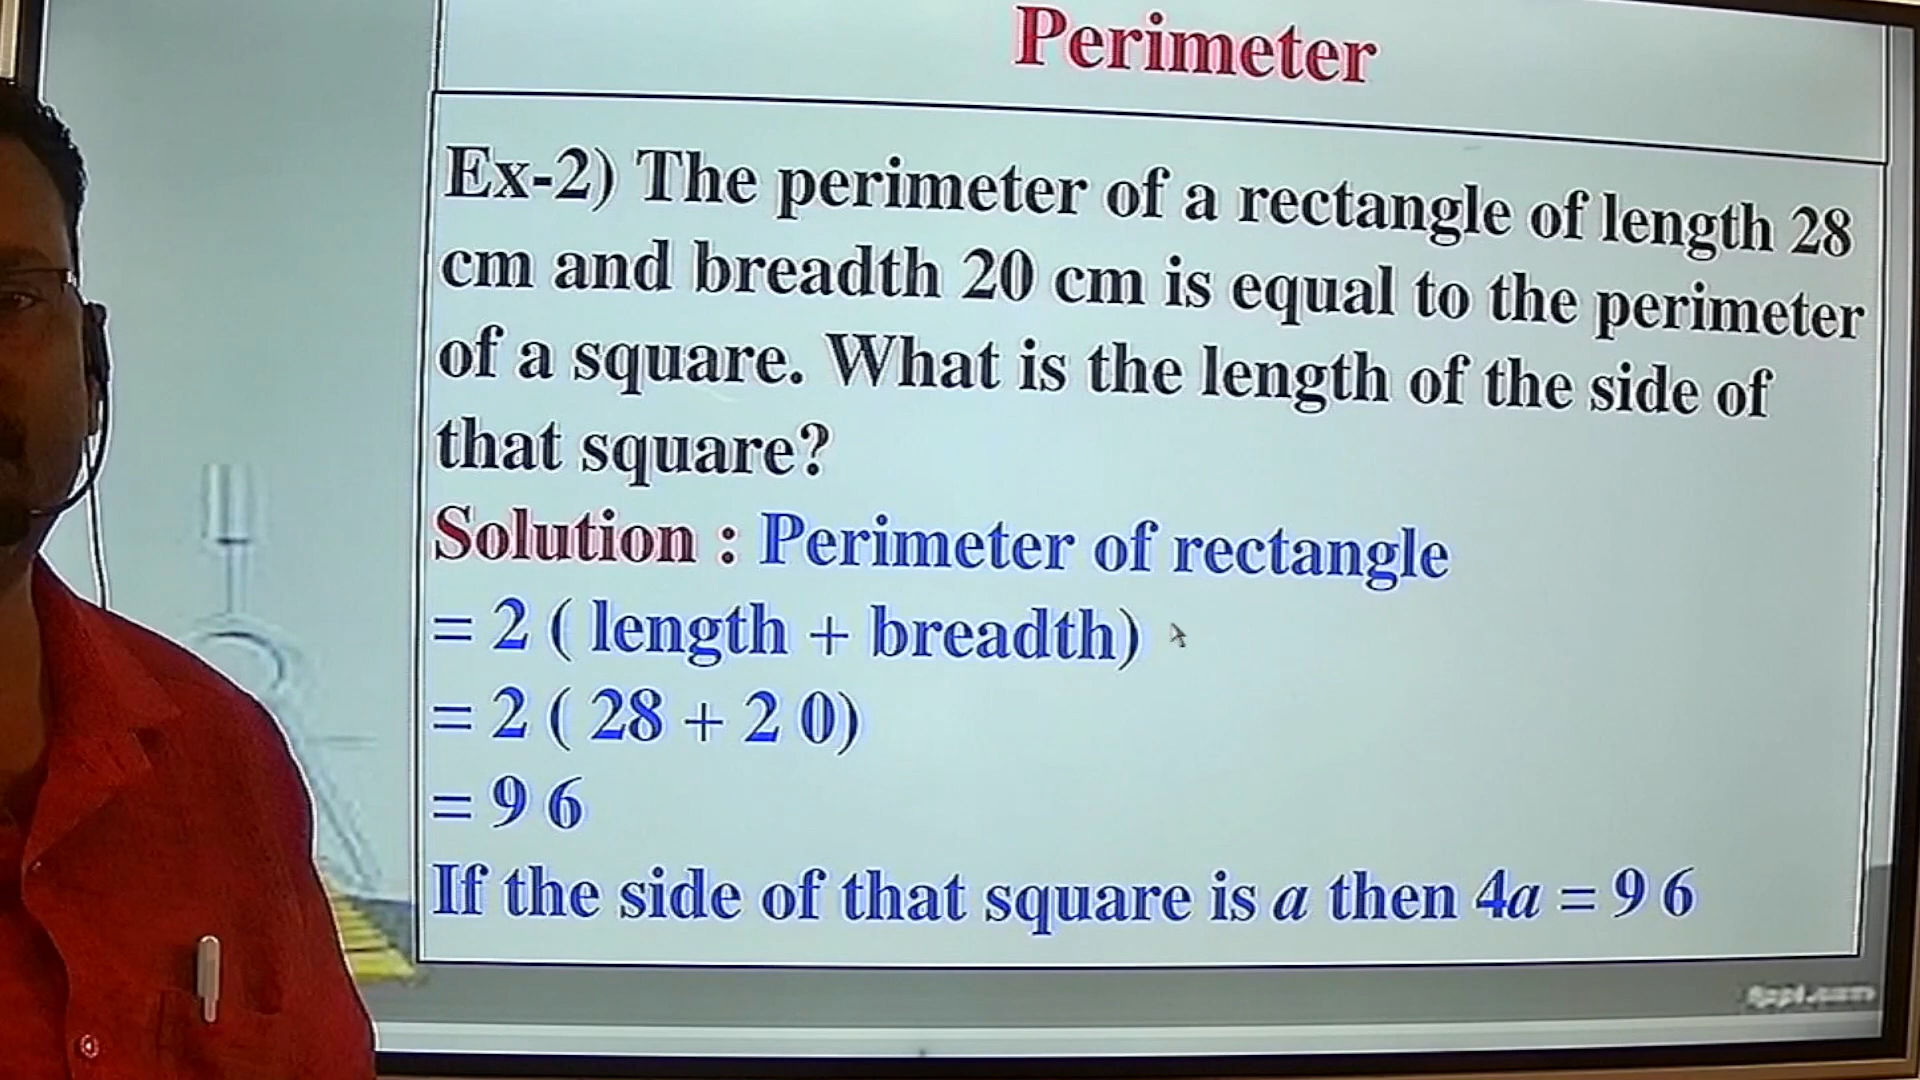 Perimeter
Ex-2) The perimeter of a rectangle of length 28
cm and breadth 20 cm is equal to the perimeter
of a square. What is the length of the side of
that square?
Solution : Perimeter of rectangle
= 2 ( length + breadth)
= 2 ( 28 + 2 0)
= 9 6
If the side of that square is a then 4a = 9 6